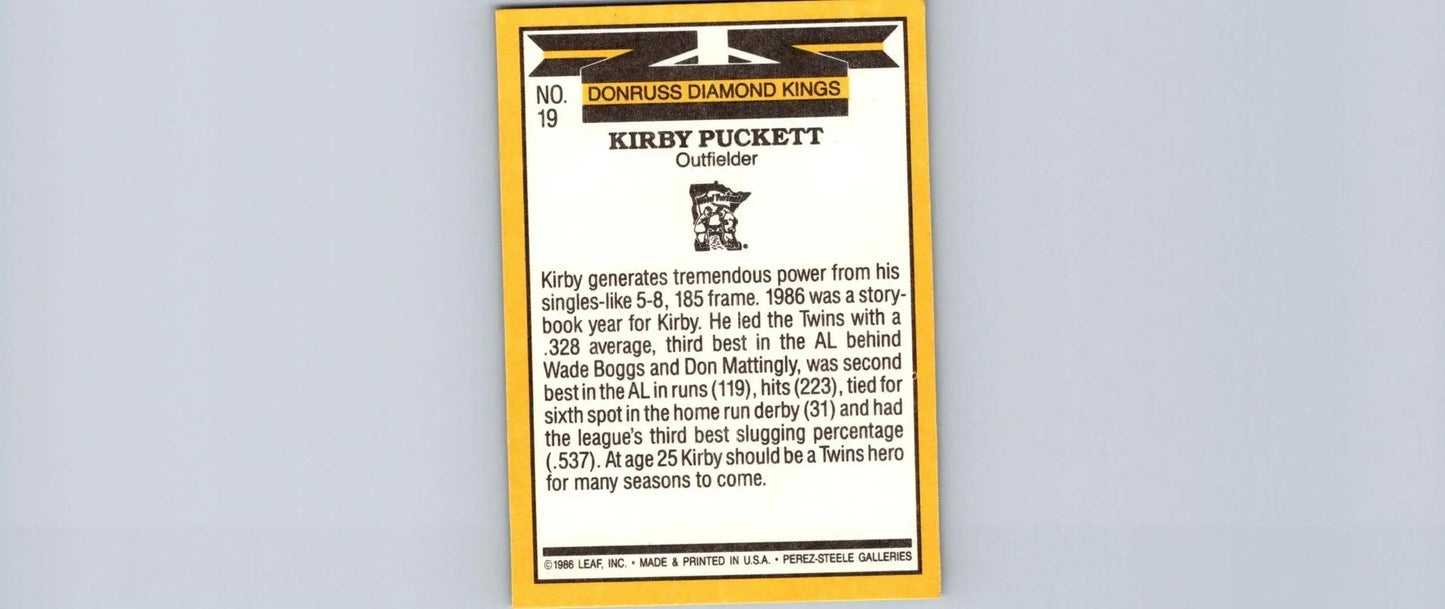 NO.
19
DONRUSS DIAMOND KINGS
KIRBY PUCKETT
Outfielder
Kirby generates tremendous power from his
singles-like 5-8, 185 frame. 1986 was a story-
book year for Kirby. He led the Twins with a
.328 average, third best in the AL behind
Wade Boggs and Don Mattingly, was second
best in the AL in runs (119), hits (223), tied for
sixth spot in the home run derby (31) and had
the league's third best slugging percentage
(.537). At age 25 Kirby should be a Twins hero
for many seasons to come.
©1986 LEAF, INC. • MADE & PRINTED IN U.S.A. • PEREZ-STEELE GALLERIES